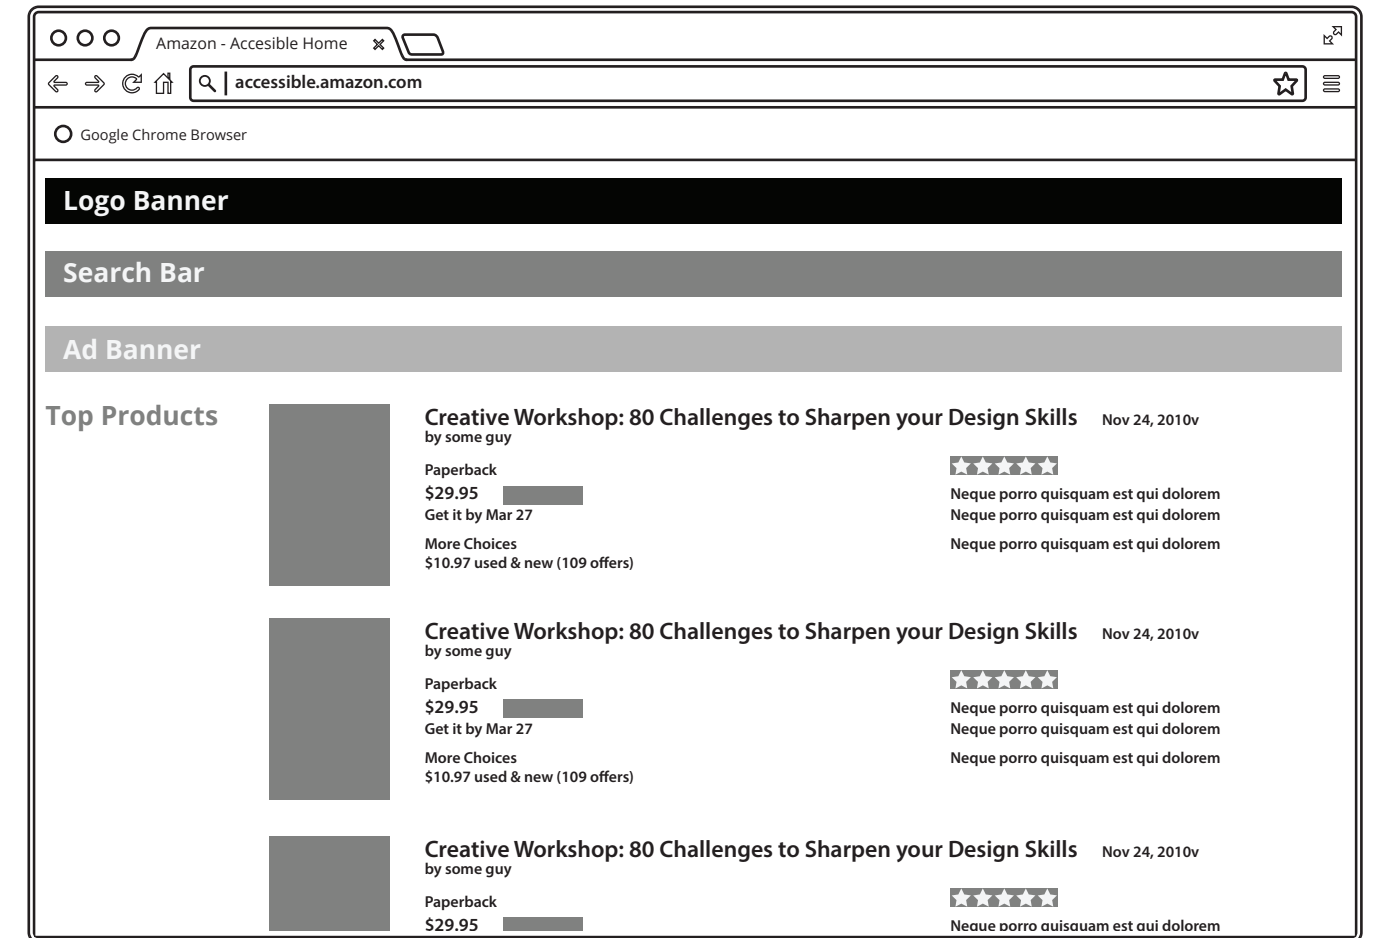 Amazon - Accesible Home
accessible.amazon.com
Google Chrome Browser
Logo Banner
Search Bar
Ad Banner
Top Products
Creative Workshop: 80 Challenges to Sharpen your Design Skills Nov 24, 2010v
by some guy
Paperback
$29.95
Get it by Mar 27
More Choices
$10.97 used & new (109 offers)
Neque porro quisquam est qui dolorem
Neque porro quisquam est qui dolorem
Neque porro quisquam est qui dolorem
Creative Workshop: 80 Challenges to Sharpen your Design Skills Nov 24, 2010v
by some guy
Paperback
$29.95
Get it by Mar 27
More Choices
$10.97 used & new (109 offers)
Neque porro quisquam est qui dolorem
Neque porro quisquam est qui dolorem
Neque porro quisquam est qui dolorem
Creative Workshop: 80 Challenges to Sharpen your Design Skills Nov 24, 2010v
by some guy
Paperback
$29.95
Neque porro quisquam est qui dolorem